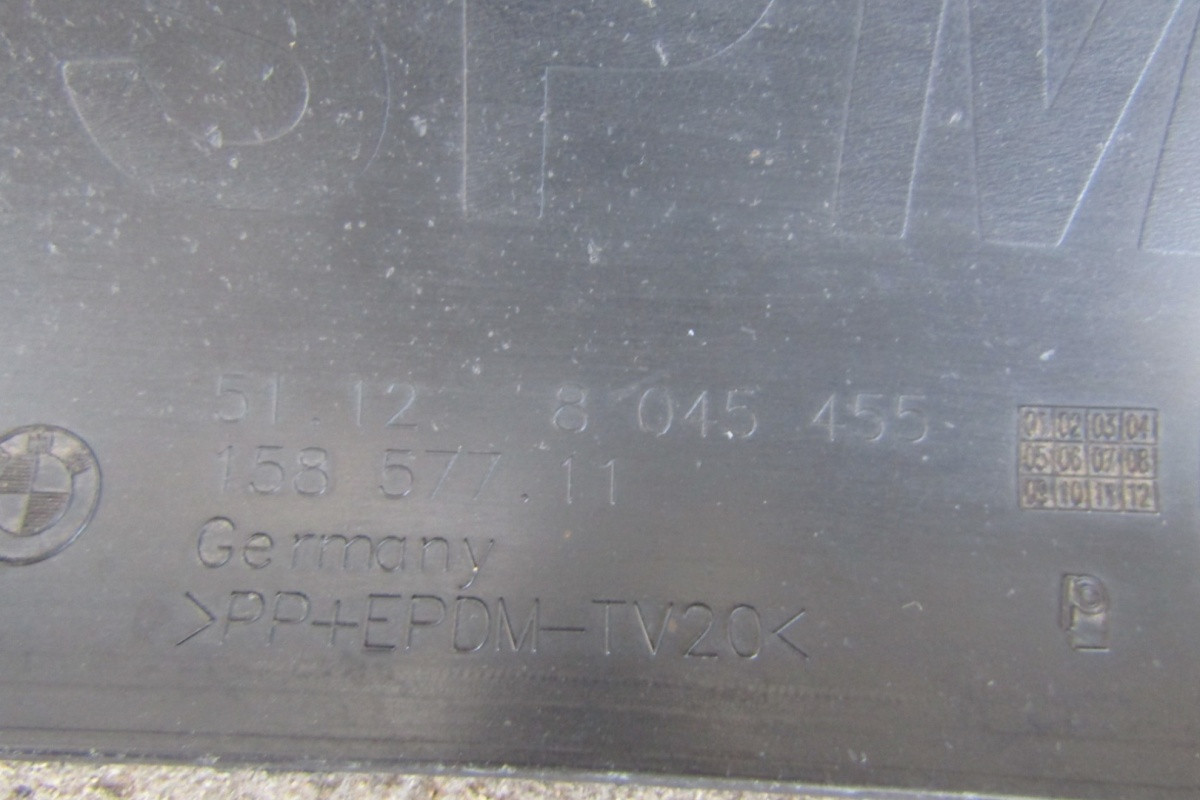 SPM
51.12 8 045 455
158 577.11
Germany
>PP+EPDM-TV20<
01 02 03 04
05 06 07 08
09 10 11 12